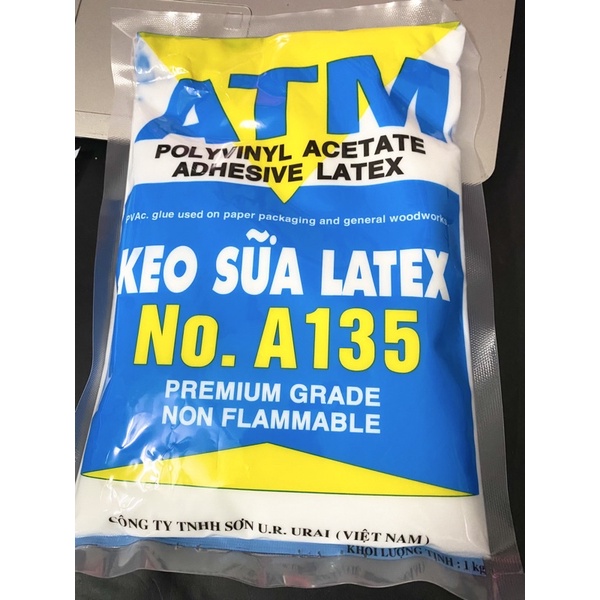 ATM
POLYVINYL ACETATE
ADHESIVE LATEX
PVAc. glue used on paper packaging and general woodworks
KEO SỮA LATEX
No. A135
PREMIUM GRADE
NON FLAMMABLE
CÔNG TY TNHH SƠN U.R. URAI (VIỆT NAM)
KHỐI LƯỢNG TỊNH : 1 kg